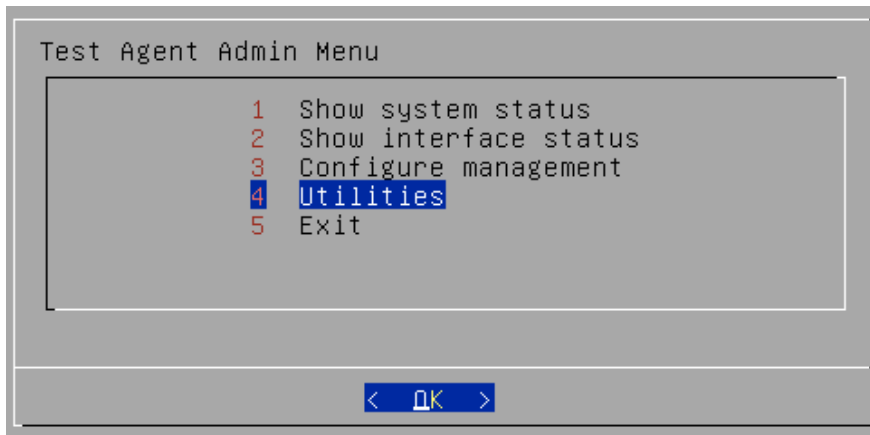 Test Agent Admin Menu
1 Show system status
2 Show interface status
3 Configure management
4 Utilities
5 Exit
< OK >